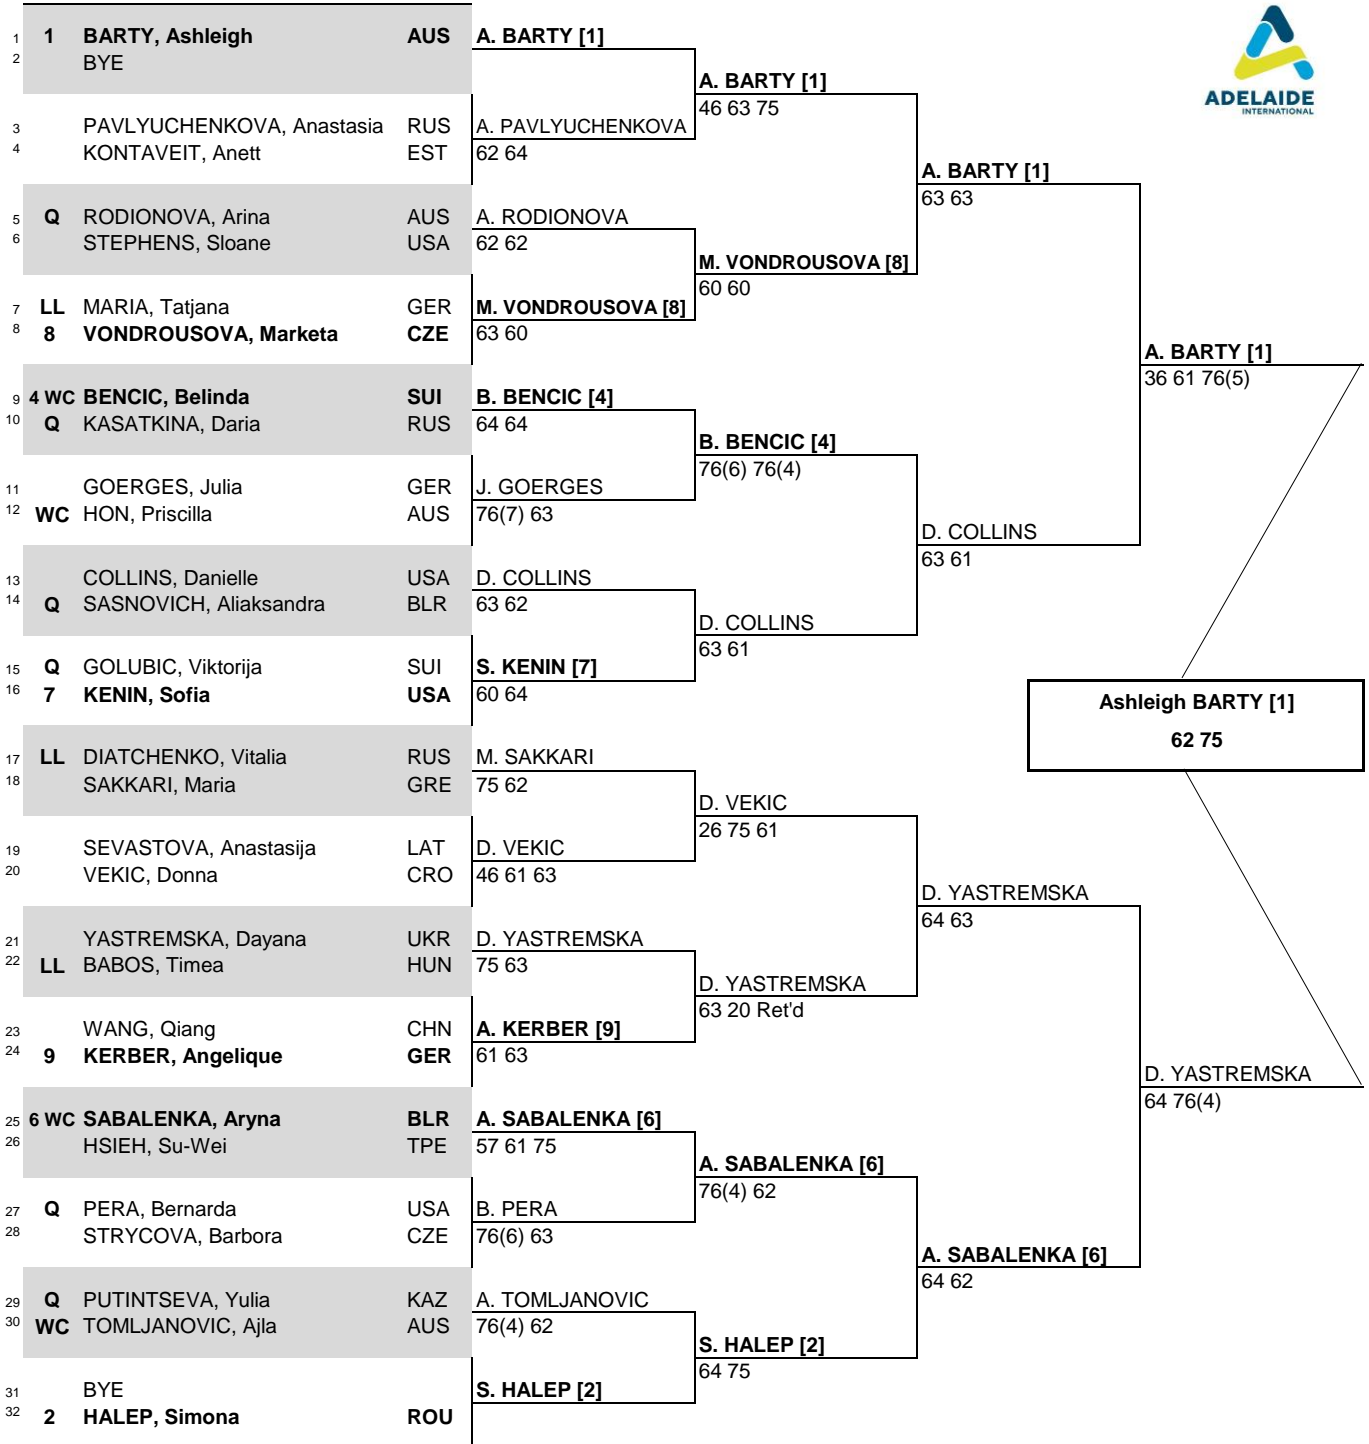 1 1 BARTY, Ashleigh AUS
2 BYE
3 PAVLYUCHENKOVA, Anastasia RUS
4 KONTAVEIT, Anett EST
5 Q RODIONOVA, Arina AUS
6 STEPHENS, Sloane USA
7 LL MARIA, Tatjana GER
8 8 VONDROUSOVA, Marketa CZE
9 4 WC BENCIC, Belinda SUI
10 Q KASATKINA, Daria RUS
11 GOERGES, Julia GER
12 WC HON, Priscilla AUS
13 COLLINS, Danielle USA
14 Q SASNOVICH, Aliaksandra BLR
15 Q GOLUBIC, Viktorija SUI
16 7 KENIN, Sofia USA
17 LL DIATCHENKO, Vitalia RUS
18 SAKKARI, Maria GRE
19 SEVASTOVA, Anastasija LAT
20 VEKIC, Donna CRO
21 YASTREMSKA, Dayana UKR
22 LL BABOS, Timea HUN
23 WANG, Qiang CHN
24 9 KERBER, Angelique GER
25 6 WC SABALENKA, Aryna BLR
26 HSIEH, Su-Wei TPE
27 Q PERA, Bernarda USA
28 STRYCOVA, Barbora CZE
29 Q PUTINTSEVA, Yulia KAZ
30 WC TOMLJANOVIC, Ajla AUS
31 BYE
32 2 HALEP, Simona ROU
A. BARTY [1]
A. PAVLYUCHENKOVA
62 64
A. RODIONOVA
62 62
M. VONDROUSOVA [8]
63 60
B. BENCIC [4]
64 64
J. GOERGES
76(7) 63
D. COLLINS
63 62
S. KENIN [7]
60 64
M. SAKKARI
75 62
D. VEKIC
46 61 63
D. YASTREMSKA
75 63
A. KERBER [9]
61 63
A. SABALENKA [6]
57 61 75
B. PERA
76(6) 63
A. TOMLJANOVIC
76(4) 62
S. HALEP [2]
A. BARTY [1]
46 63 75
M. VONDROUSOVA [8]
60 60
B. BENCIC [4]
76(6) 76(4)
D. COLLINS
63 61
D. VEKIC
26 75 61
D. YASTREMSKA
63 20 Ret'd
A. SABALENKA [6]
76(4) 62
S. HALEP [2]
64 75
A. BARTY [1]
63 63
D. COLLINS
63 61
D. YASTREMSKA
64 63
A. SABALENKA [6]
64 62
A. BARTY [1]
36 61 76(5)
D. YASTREMSKA
64 76(4)
Ashleigh BARTY [1]
62 75
ADELAIDE
INTERNATIONAL